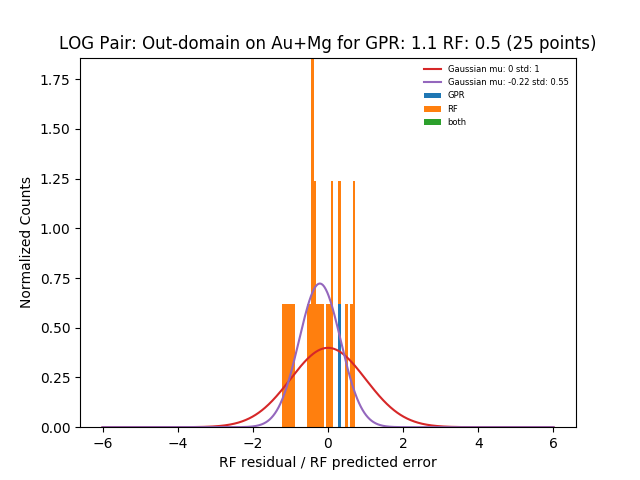 LOG Pair: Out-domain on Au+Mg for GPR: 1.1 RF: 0.5 (25 points)
Gaussian mu: 0 std: 1
Gaussian mu: -0.22 std: 0.55
GPR
RF
both
Normalized Counts
1.75
1.50
1.25
1.00
0.75
0.50
0.25
0.00
−6 −4 −2 0 2 4 6
RF residual / RF predicted error